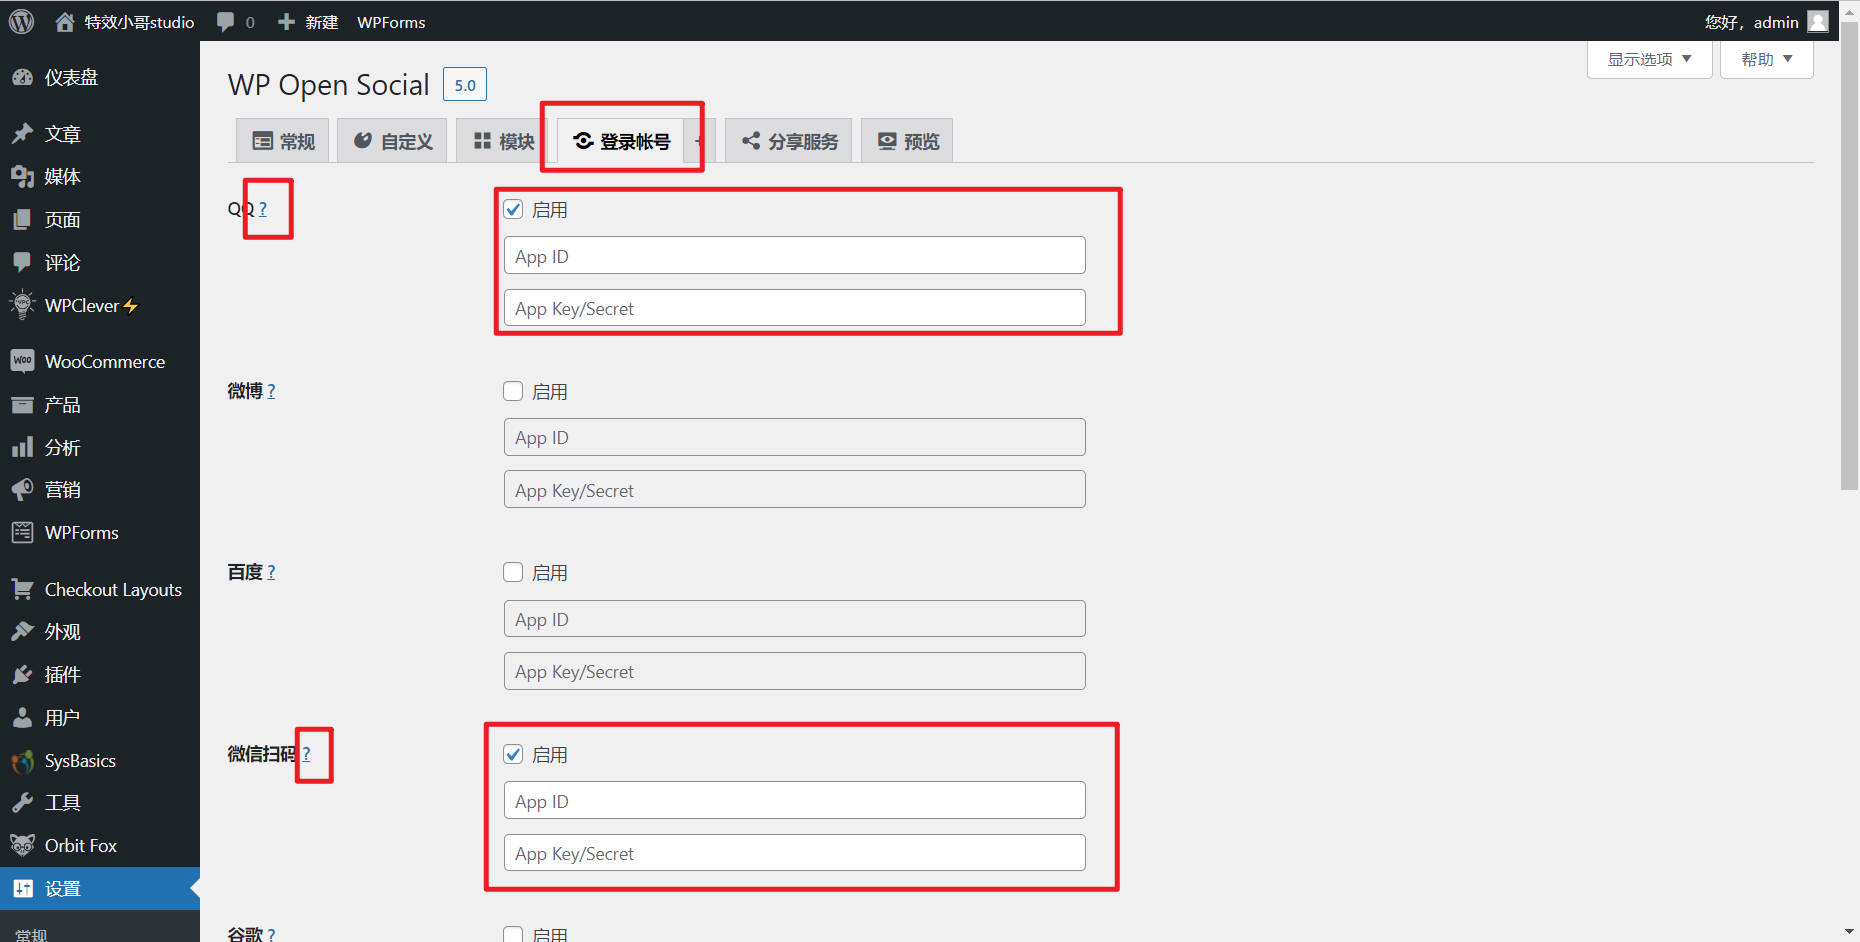 特效小哥studio 0 新建 WPForms 您好，admin
仪表盘
文章
媒体
页面
评论
WPClever⚡
WooCommerce
产品
分析
营销
WPForms
Checkout Layouts
外观
插件
用户
SysBasics
工具
Orbit Fox
设置
常规
显示选项 ▼ 帮助 ▼
WP Open Social 5.0
常规 自定义 模块 登录帐号 + 分享服务 预览
QQ ? 启用
App ID
App Key/Secret
微博 ? 启用
App ID
App Key/Secret
百度 ? 启用
App ID
App Key/Secret
微信扫码 ? 启用
App ID
App Key/Secret
谷歌 ? 启用